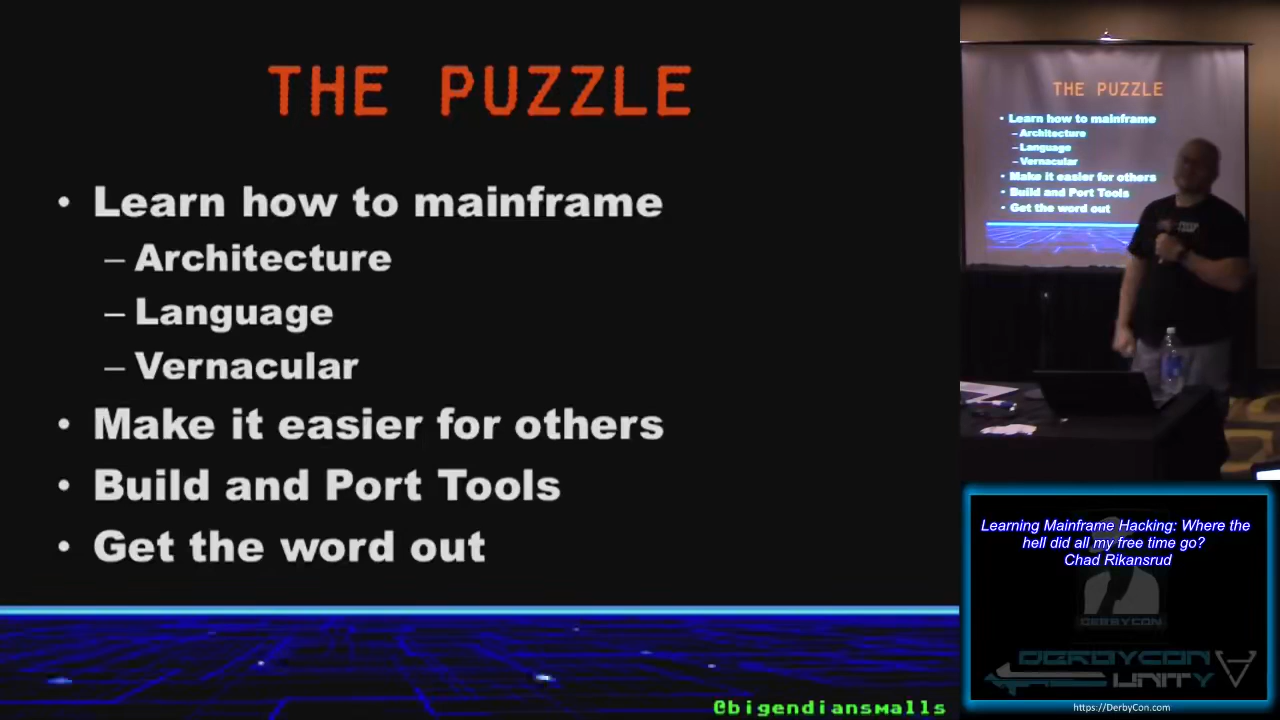 THE PUZZLE
• Learn how to mainframe
– Architecture
– Language
– Vernacular
• Make it easier for others
• Build and Port Tools
• Get the word out
@bigendiansmalls
THE PUZZLE
• Learn how to mainframe
– Architecture
– Language
– Vernacular
• Make it easier for others
• Build and Port Tools
• Get the word out
Learning Mainframe Hacking: Where the
hell did all my free time go?
Chad Rikansrud
DERBYCON
DERBYCON
UNITY
https://DerbyCon.com